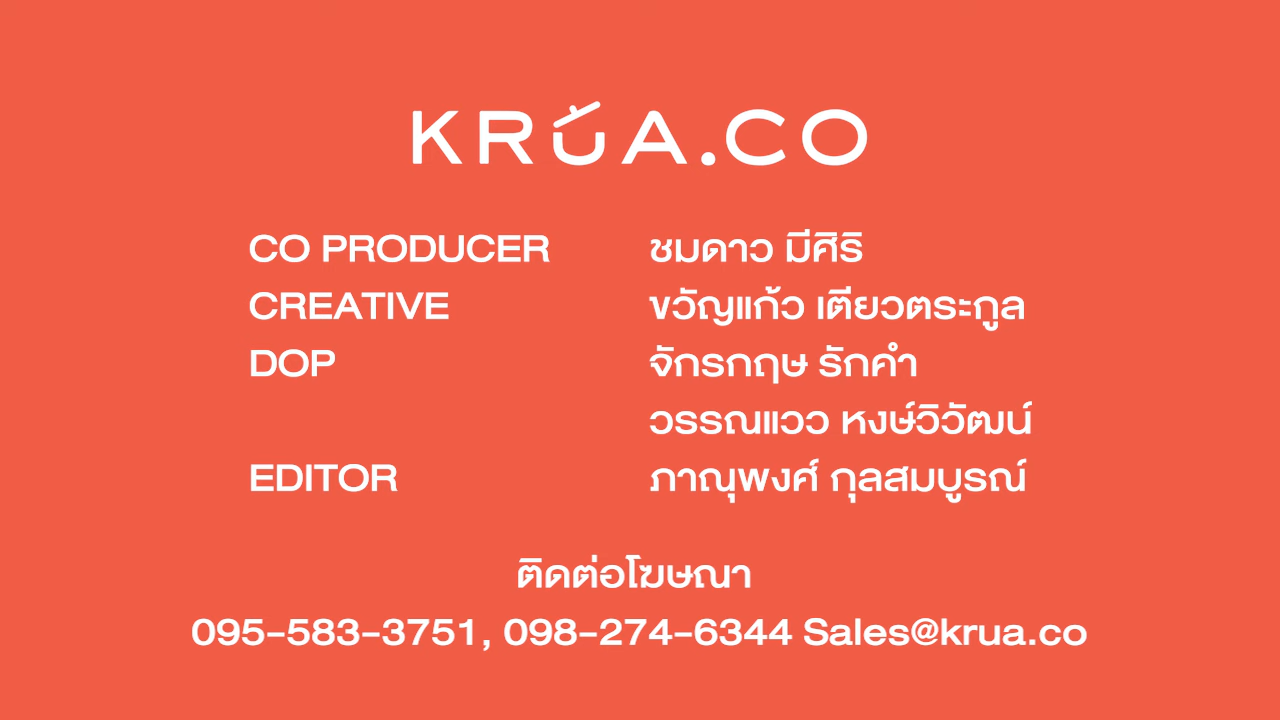 KRUA.CO
CO PRODUCER ชมดาว มีศิริ
CREATIVE ขวัญแก้ว เตียวตระกูล
DOP จักรกฤษ รักคำ
วรรณแวว หงษ์วิวัฒน์
EDITOR ภาณุพงศ์ กุลสมบูรณ์
ติดต่อโฆษณา
095-583-3751, 098-274-6344 Sales@krua.co